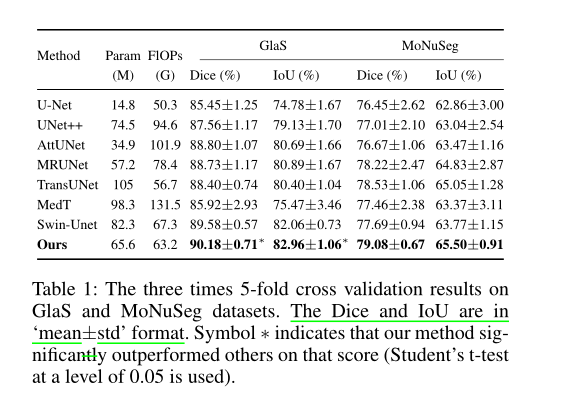 GlaS MoNuSeg
Method Param FlOPs
(M) (G) Dice (%) IoU (%) Dice (%) IoU (%)
U-Net 14.8 50.3 85.45±1.25 74.78±1.67 76.45±2.62 62.86±3.00
UNet++ 74.5 94.6 87.56±1.17 79.13±1.70 77.01±2.10 63.04±2.54
AttUNet 34.9 101.9 88.80±1.07 80.69±1.66 76.67±1.06 63.47±1.16
MRUNet 57.2 78.4 88.73±1.17 80.89±1.67 78.22±2.47 64.83±2.87
TransUNet 105 56.7 88.40±0.74 80.40±1.04 78.53±1.06 65.05±1.28
MedT 98.3 131.5 85.92±2.93 75.47±3.46 77.46±2.38 63.37±3.11
Swin-Unet 82.3 67.3 89.58±0.57 82.06±0.73 77.69±0.94 63.77±1.15
Ours 65.6 63.2 90.18±0.71* 82.96±1.06* 79.08±0.67 65.50±0.91
Table 1: The three times 5-fold cross validation results on
GlaS and MoNuSeg datasets. The Dice and IoU are in
‘mean±std’ format. Symbol ∗ indicates that our method sig-
nificantly outperformed others on that score (Student’s t-test
at a level of 0.05 is used).